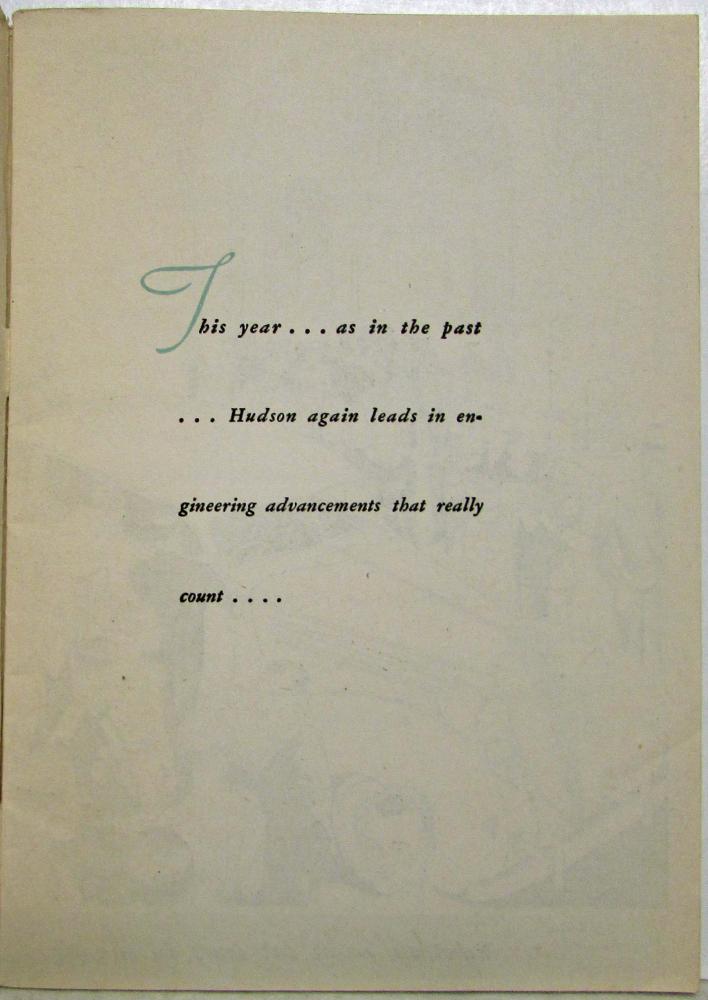 This year . . . as in the past
. . . Hudson again leads in en-
gineering advancements that really
count . . . .